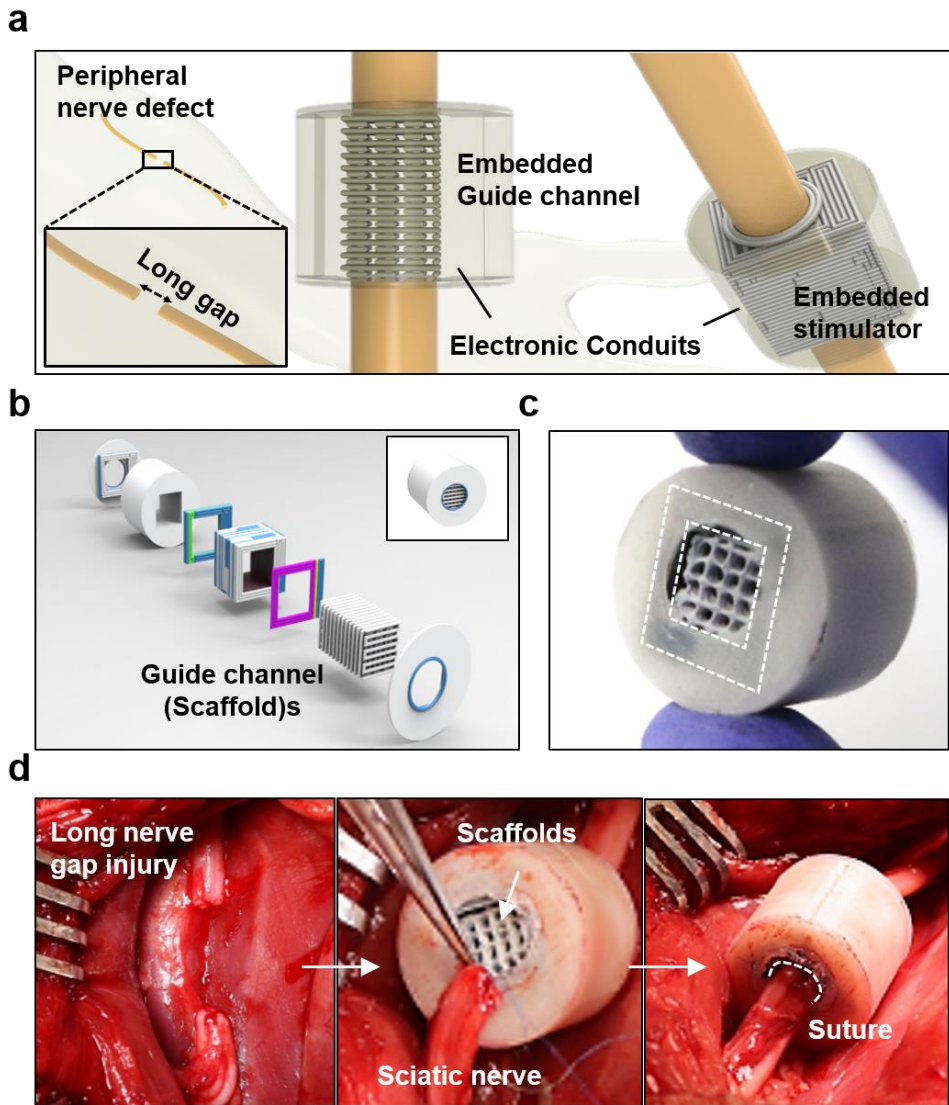 a
Peripheral
nerve defect
Long gap
Embedded
Guide channel
Electronic Conduits
Embedded
stimulator
b
Guide channel
(Scaffold)s
c
d
Long nerve
gap injury
Scaffolds
Sciatic nerve
Suture